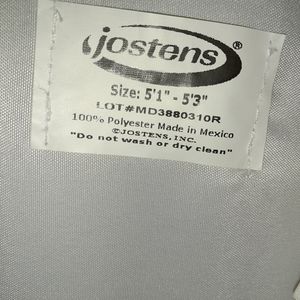 jostens®
Size: 5'1" - 5'3"
LOT#MD3880310R
100% Polyester Made in Mexico
©JOSTENS, INC.
"Do not wash or dry clean"